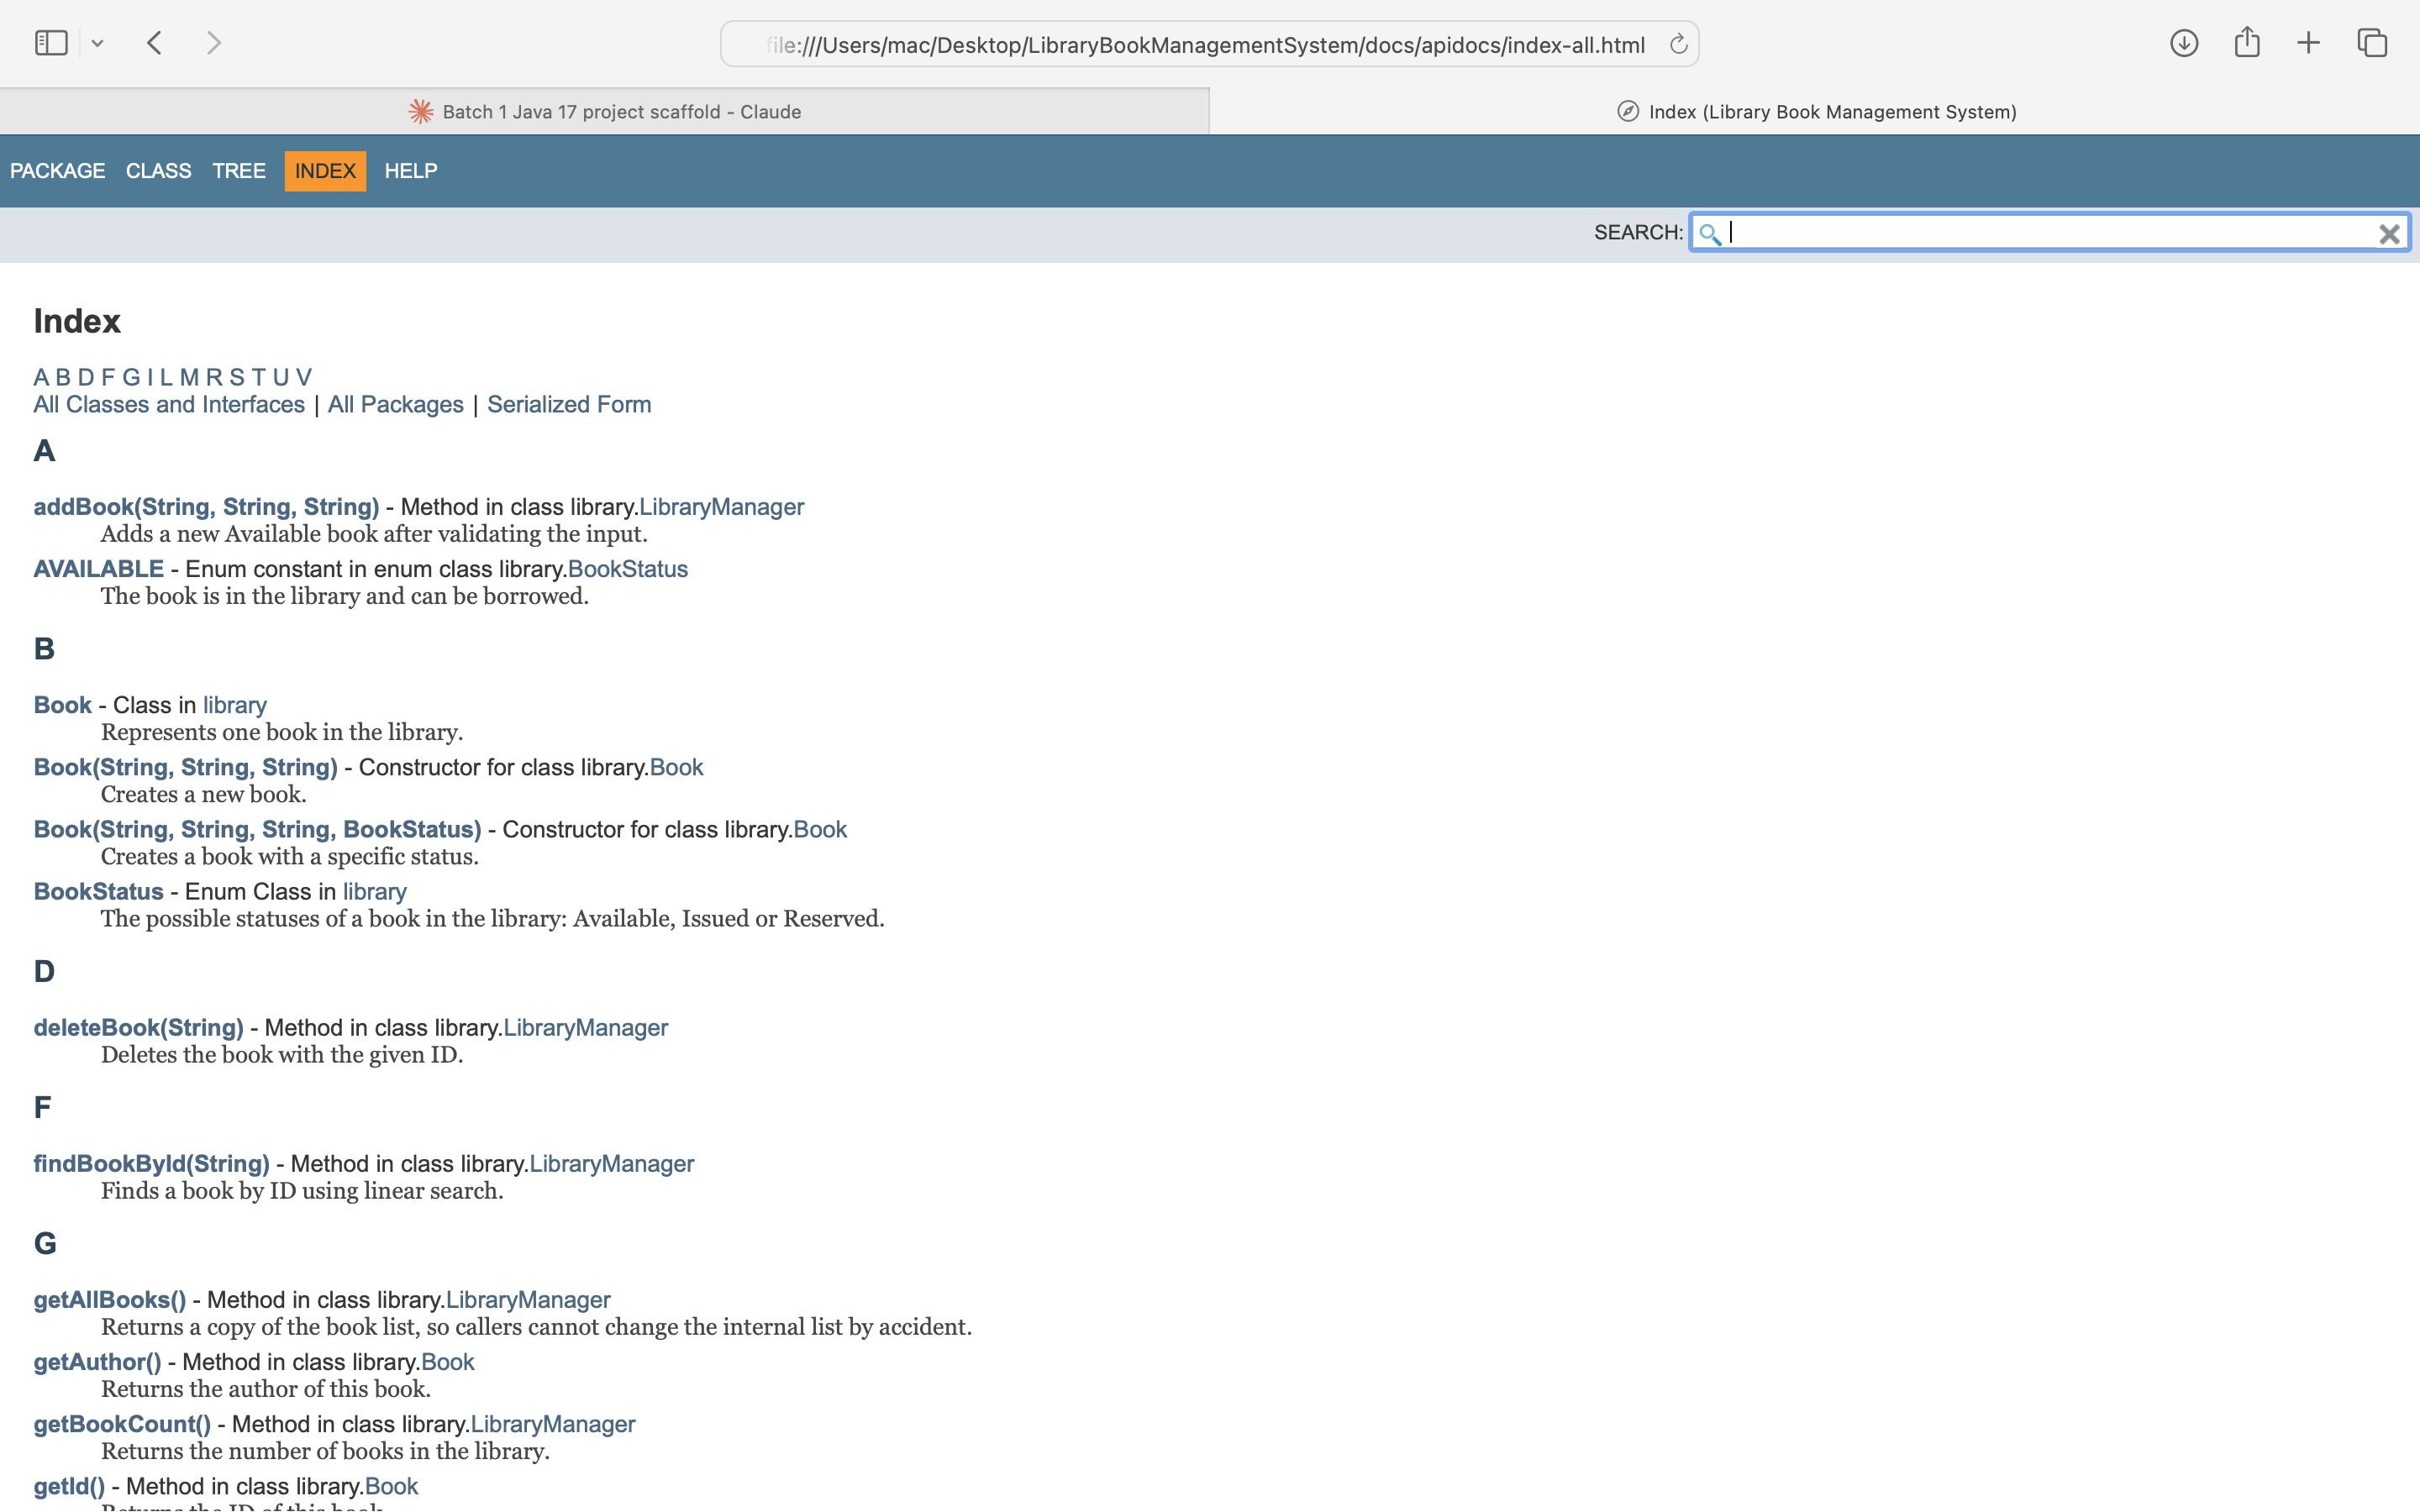 file:///Users/mac/Desktop/LibraryBookManagementSystem/docs/apidocs/index-all.html
Batch 1 Java 17 project scaffold - Claude
Index (Library Book Management System)
PACKAGE CLASS TREE INDEX HELP
SEARCH:
Index
A B D F G I L M R S T U V
All Classes and Interfaces | All Packages | Serialized Form
A
addBook(String, String, String) - Method in class library.LibraryManager
Adds a new Available book after validating the input.
AVAILABLE - Enum constant in enum class library.BookStatus
The book is in the library and can be borrowed.
B
Book - Class in library
Represents one book in the library.
Book(String, String, String) - Constructor for class library.Book
Creates a new book.
Book(String, String, String, BookStatus) - Constructor for class library.Book
Creates a book with a specific status.
BookStatus - Enum Class in library
The possible statuses of a book in the library: Available, Issued or Reserved.
D
deleteBook(String) - Method in class library.LibraryManager
Deletes the book with the given ID.
F
findBookById(String) - Method in class library.LibraryManager
Finds a book by ID using linear search.
G
getAllBooks() - Method in class library.LibraryManager
Returns a copy of the book list, so callers cannot change the internal list by accident.
getAuthor() - Method in class library.Book
Returns the author of this book.
getBookCount() - Method in class library.LibraryManager
Returns the number of books in the library.
getId() - Method in class library.Book
Returns the ID of this book.